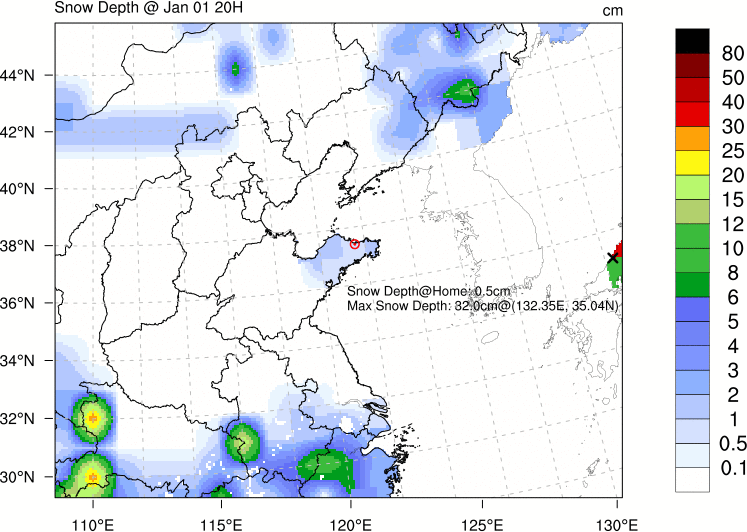 Snow Depth @ Jan 01 20H
cm
44°N
42°N
40°N
38°N
36°N
34°N
32°N
30°N
110°E
115°E
120°E
125°E
130°E
Snow Depth@Home: 0.5cm
Max Snow Depth: 32.0cm@(132.35E, 35.04N)
80
50
40
30
25
20
15
12
10
8
6
5
4
3
2
1
0.5
0.1